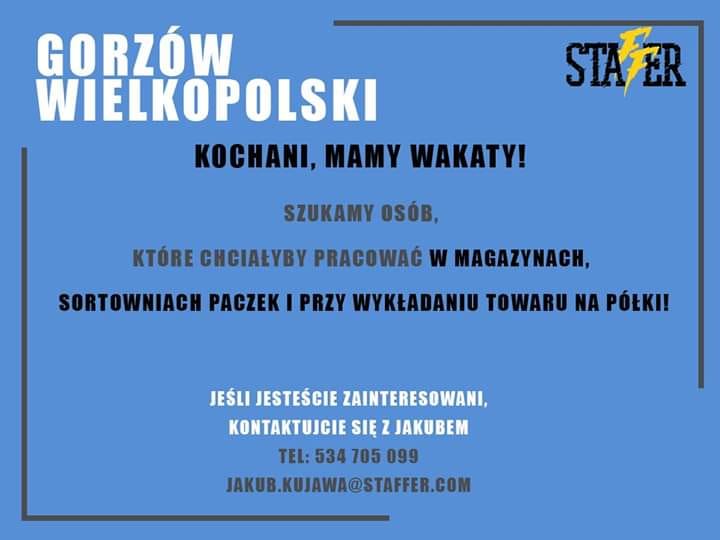 GORZÓW
WIELKOPOLSKI
STAFFER
KOCHANI, MAMY WAKATY!
SZUKAMY OSÓB,
KTÓRE CHCIAŁYBY PRACOWAĆ W MAGAZYNACH,
SORTOWNIACH PACZEK I PRZY WYKŁADANIU TOWARU NA PÓŁKI!
JEŚLI JESTEŚCIE ZAINTERESOWANI,
KONTAKTUJCIE SIĘ Z JAKUBEM
TEL: 534 705 099
JAKUB.KUJAWA@STAFFER.COM